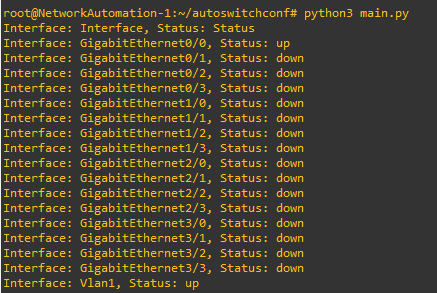 root@NetworkAutomation-1:~/autoswitchconf# python3 main.py
Interface: Interface, Status: Status
Interface: GigabitEthernet0/0, Status: up
Interface: GigabitEthernet0/1, Status: down
Interface: GigabitEthernet0/2, Status: down
Interface: GigabitEthernet0/3, Status: down
Interface: GigabitEthernet1/0, Status: down
Interface: GigabitEthernet1/1, Status: down
Interface: GigabitEthernet1/2, Status: down
Interface: GigabitEthernet1/3, Status: down
Interface: GigabitEthernet2/0, Status: down
Interface: GigabitEthernet2/1, Status: down
Interface: GigabitEthernet2/2, Status: down
Interface: GigabitEthernet2/3, Status: down
Interface: GigabitEthernet3/0, Status: down
Interface: GigabitEthernet3/1, Status: down
Interface: GigabitEthernet3/2, Status: down
Interface: GigabitEthernet3/3, Status: down
Interface: Vlan1, Status: up